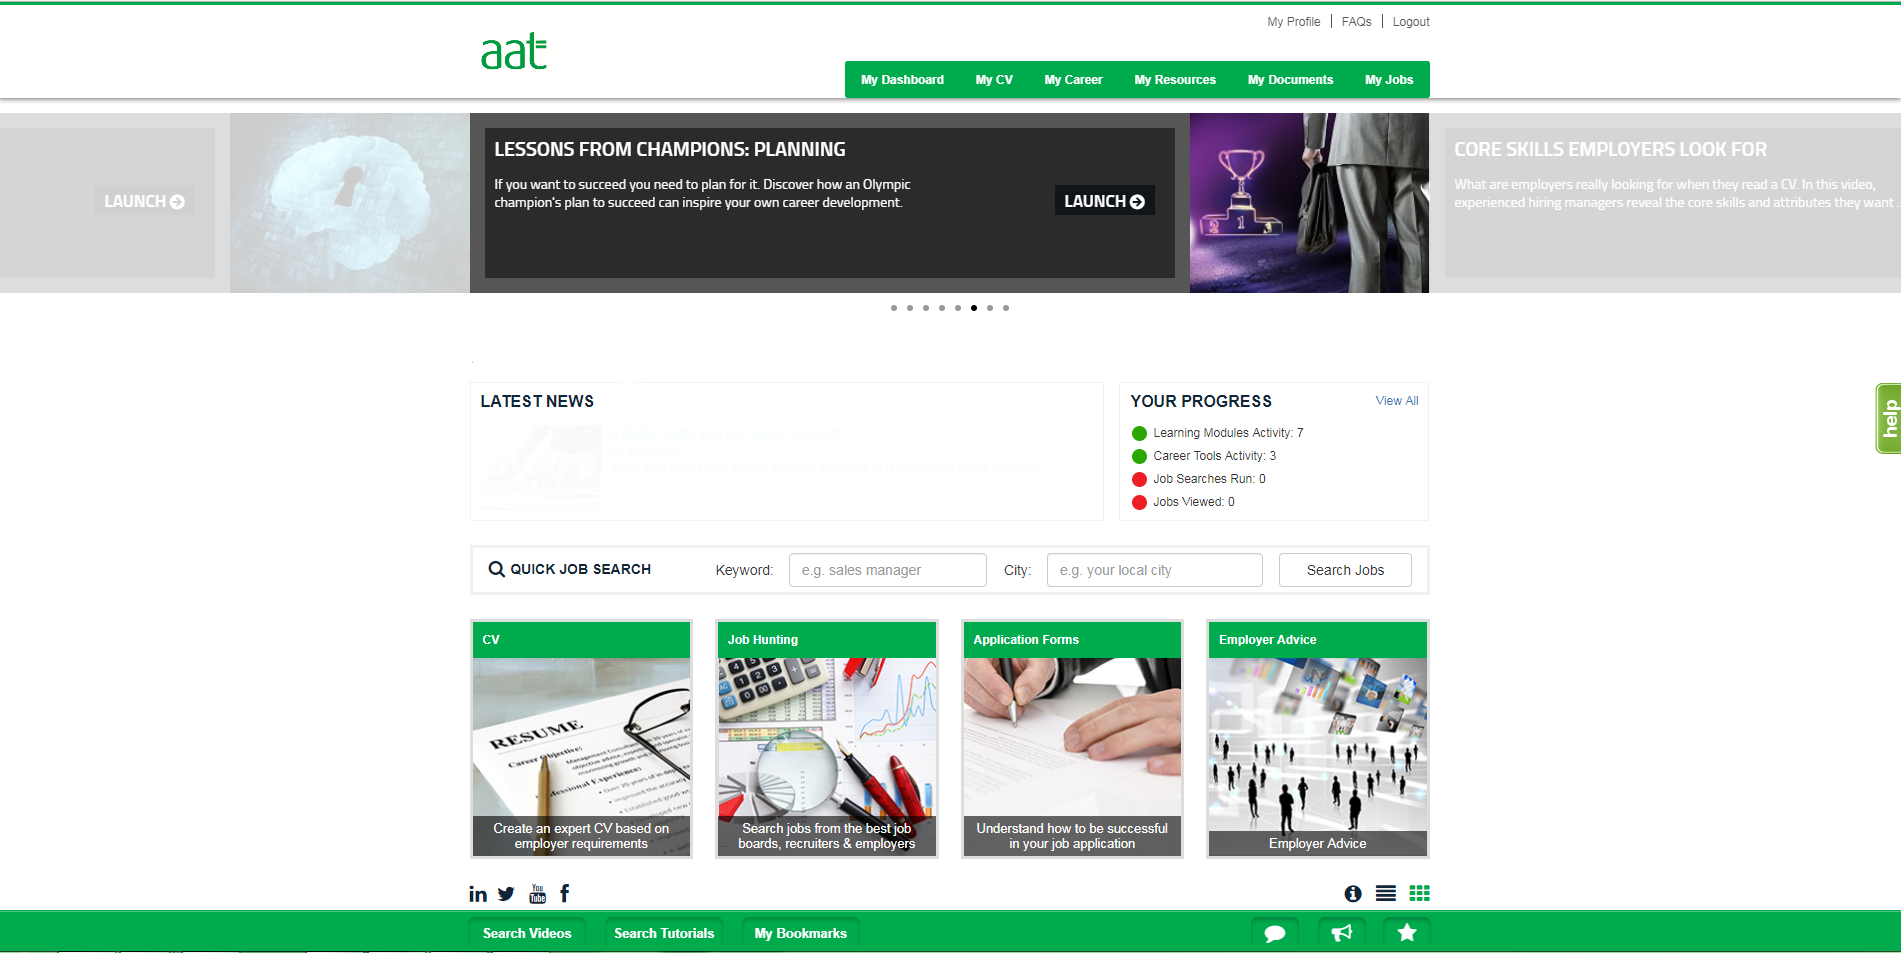 My Profile FAQs Logout
aat
My Dashboard My CV My Career My Resources My Documents My Jobs
LAUNCH
LESSONS FROM CHAMPIONS: PLANNING
If you want to succeed you need to plan for it. Discover how an Olympic
champion's plan to succeed can inspire your own career development.
LAUNCH
CORE SKILLS EMPLOYERS LOOK FOR
What are employers really looking for when they read a CV. In this video,
experienced hiring managers reveal the core skills and attributes they want
help
LATEST NEWS
YOUR PROGRESS View All
Learning Modules Activity: 7
Career Tools Activity: 3
Job Searches Run: 0
Jobs Viewed: 0
QUICK JOB SEARCH Keyword: e.g. sales manager City: e.g. your local city Search Jobs
CV
RESUME
Career Objective:
Create an expert CV based on
employer requirements
Job Hunting
Search jobs from the best job
boards, recruiters & employers
Application Forms
Understand how to be successful
in your job application
Employer Advice
Employer Advice
in You Tube f
Search Videos Search Tutorials My Bookmarks